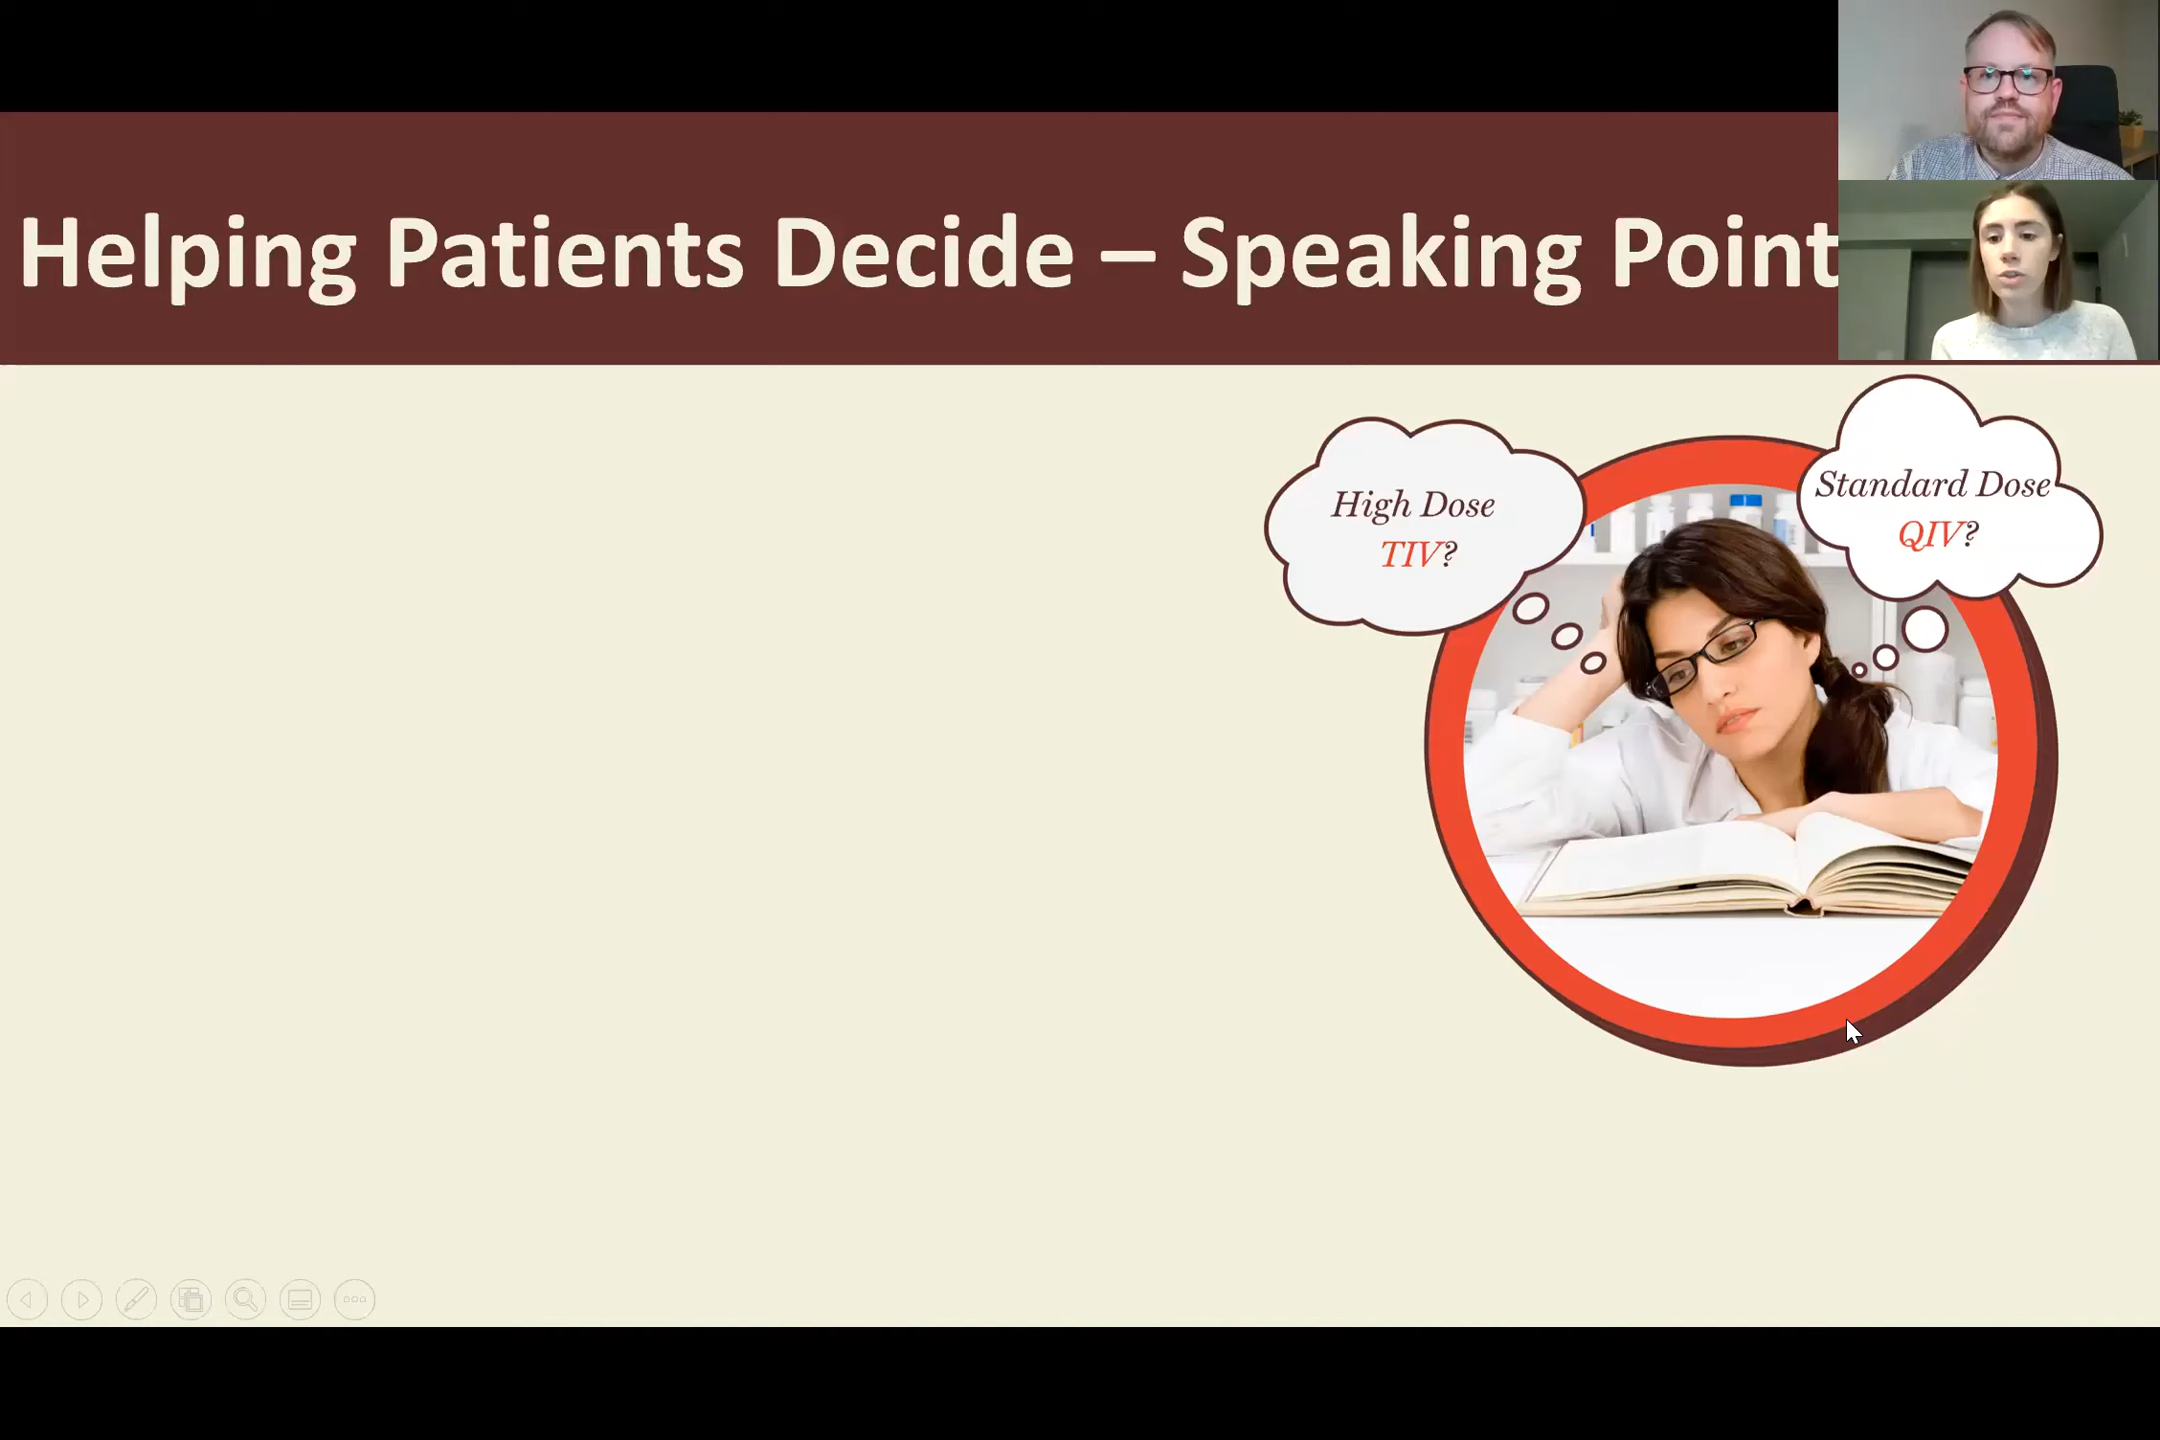 Helping Patients Decide – Speaking Point
High Dose
TIV?
Standard Dose
QIV?